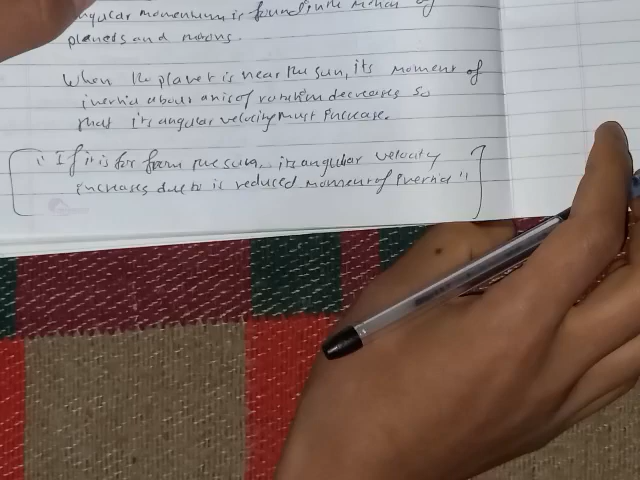 angular momentum is found in the motion of
planets and moons.
When the planet is near the sun, its moment of
inertia about axis of rotation decreases so
that its angular velocity must increase.
"If it is far from the sun, its angular velocity
increases due to is reduced moment of inertia"